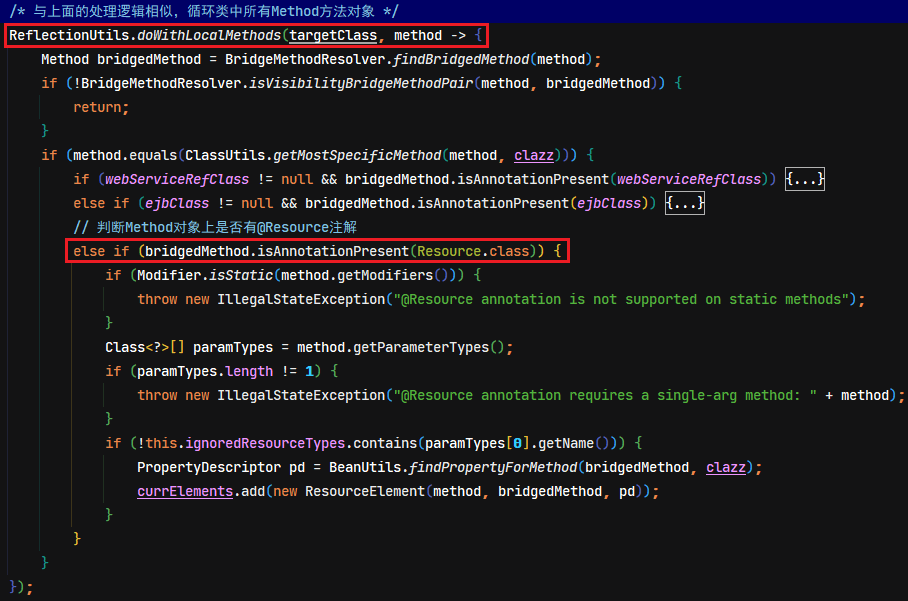 /* 与上面的处理逻辑相似，循环类中所有Method方法对象 */
ReflectionUtils.doWithLocalMethods(targetClass, method -> {
    Method bridgedMethod = BridgeMethodResolver.findBridgedMethod(method);
    if (!BridgeMethodResolver.isVisibilityBridgeMethodPair(method, bridgedMethod)) {
        return;
    }
    if (method.equals(ClassUtils.getMostSpecificMethod(method, clazz))) {
        if (webServiceRefClass != null && bridgedMethod.isAnnotationPresent(webServiceRefClass)) {...}
        else if (ejbClass != null && bridgedMethod.isAnnotationPresent(ejbClass)) {...}
        // 判断Method对象上是否有@Resource注解
        else if (bridgedMethod.isAnnotationPresent(Resource.class)) {
            if (Modifier.isStatic(method.getModifiers())) {
                throw new IllegalStateException("@Resource annotation is not supported on static methods");
            }
            Class<?>[] paramTypes = method.getParameterTypes();
            if (paramTypes.length != 1) {
                throw new IllegalStateException("@Resource annotation requires a single-arg method: " + method);
            }
            if (!this.ignoredResourceTypes.contains(paramTypes[0].getName())) {
                PropertyDescriptor pd = BeanUtils.findPropertyForMethod(bridgedMethod, clazz);
                currElements.add(new ResourceElement(method, bridgedMethod, pd));
            }
        }
    }
});